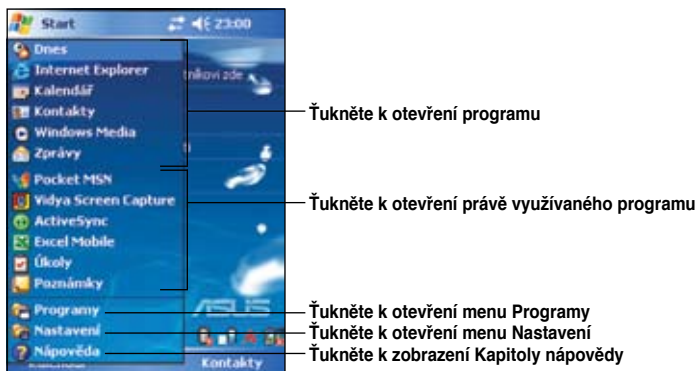 Start 23:00
Dnes
Internet Explorer
Kalendář
Kontakty
Windows Media
Zprávy
Pocket MSN
Vidya Screen Capture
ActiveSync
Excel Mobile
Úkoly
Poznámky
Programy
Nastavení
Nápověda
zde
ASUS
Kontakty
Ťukněte k otevření programu
Ťukněte k otevření právě využívaného programu
Ťukněte k otevření menu Programy
Ťukněte k otevření menu Nastavení
Ťukněte k zobrazení Kapitoly nápovědy